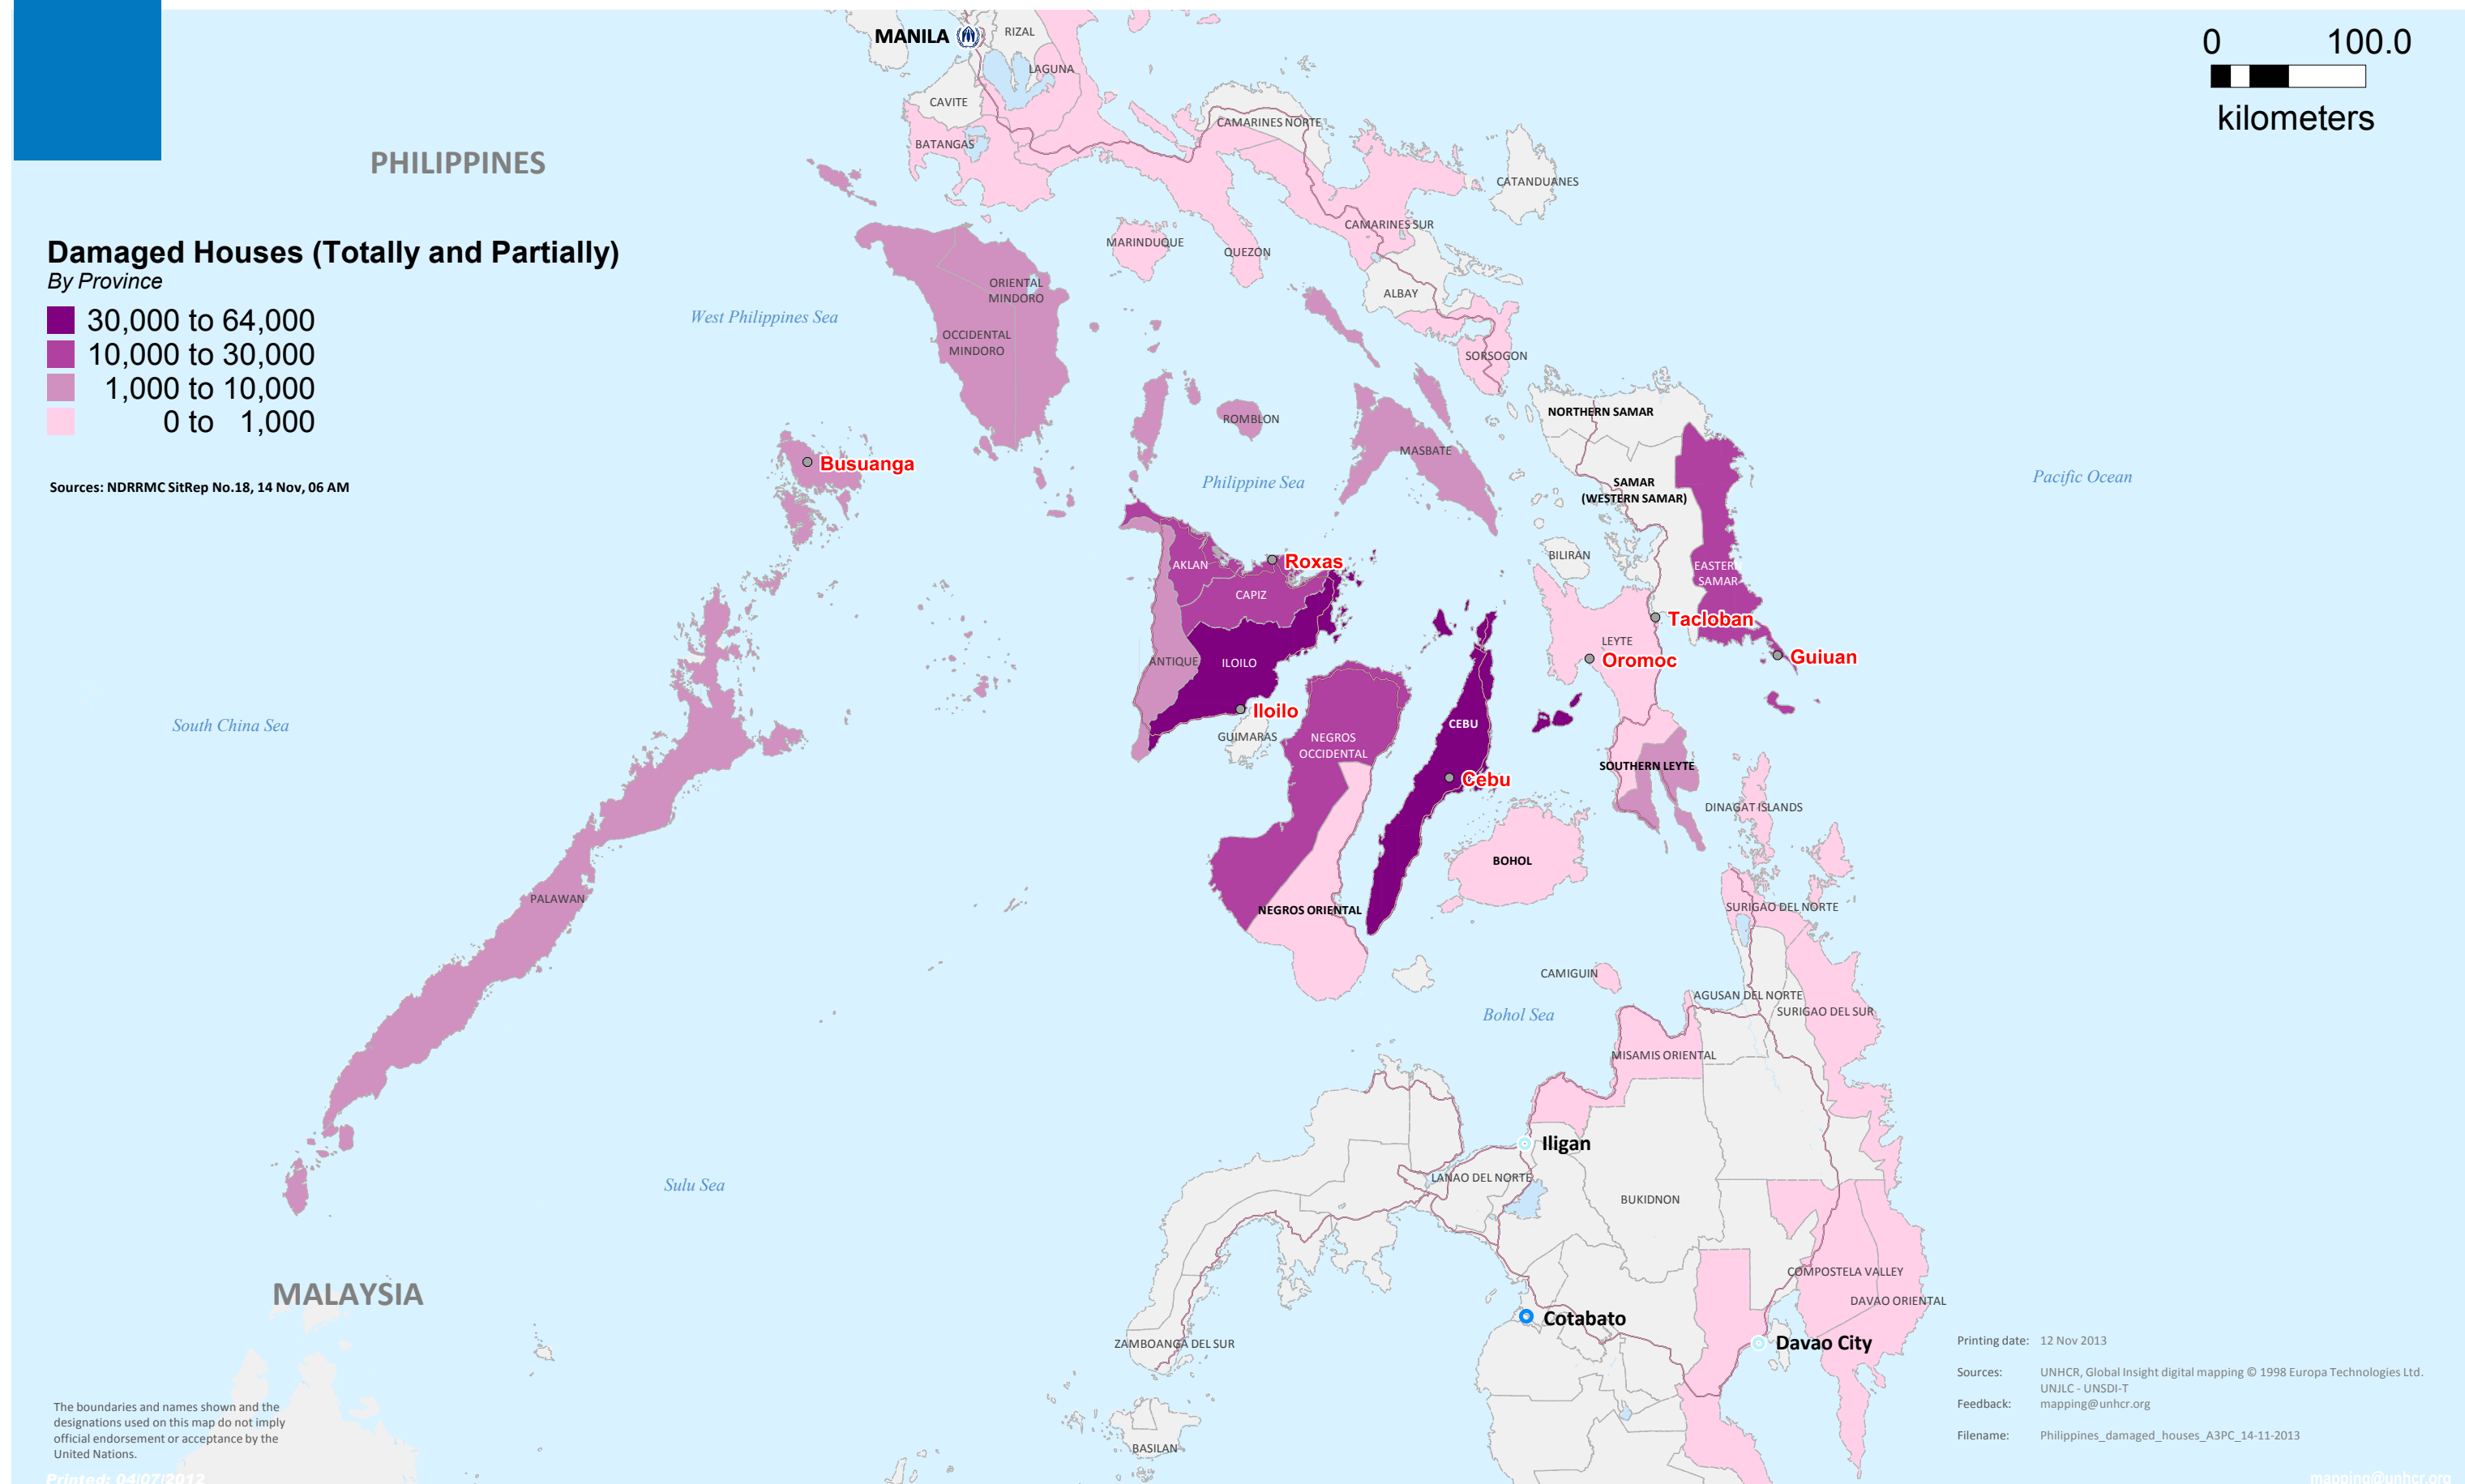 MANILA
RIZAL
LAGUNA
CAVITE
BATANGAS
CAMARINES NORTE
CATANDUANES
0 100.0
kilometers
PHILIPPINES
Damaged Houses (Totally and Partially)
By Province
30,000 to 64,000
10,000 to 30,000
1,000 to 10,000
0 to 1,000
Sources: NDRRMC SitRep No.18, 14 Nov, 06 AM
West Philippines Sea
MARINDUQUE
QUEZON
CAMARINES SUR
ALBAY
SORSOGON
ORIENTAL
MINDORO
OCCIDENTAL
MINDORO
ROMBLON
MASBATE
NORTHERN SAMAR
SAMAR
(WESTERN SAMAR)
Busuanga
Philippine Sea
Pacific Ocean
BILIRAN
EASTERN
SAMAR
AKLAN
Roxas
CAPIZ
Tacloban
LEYTE
Oromoc
Guiuan
ANTIQUE
ILOILO
Iloilo
GUIMARAS
NEGROS
OCCIDENTAL
CEBU
Cebu
SOUTHERN LEYTE
DINAGAT ISLANDS
South China Sea
BOHOL
PALAWAN
NEGROS ORIENTAL
SURIGAO DEL NORTE
CAMIGUIN
AGUSAN DEL NORTE
SURIGAO DEL SUR
Bohol Sea
MISAMIS ORIENTAL
Iligan
LANAO DEL NORTE
BUKIDNON
Sulu Sea
MALAYSIA
COMPOSTELA VALLEY
DAVAO ORIENTAL
Cotabato
Davao City
ZAMBOANGA DEL SUR
BASILAN
The boundaries and names shown and the
designations used on this map do not imply
official endorsement or acceptance by the
United Nations.
Printed: 04/07/2012
Printing date: 12 Nov 2013
Sources: UNHCR, Global Insight digital mapping © 1998 Europa Technologies Ltd.
UNJLC - UNSDI-T
Feedback: mapping@unhcr.org
Filename: Philippines_damaged_houses_A3PC_14-11-2013
mapping@unhcr.org